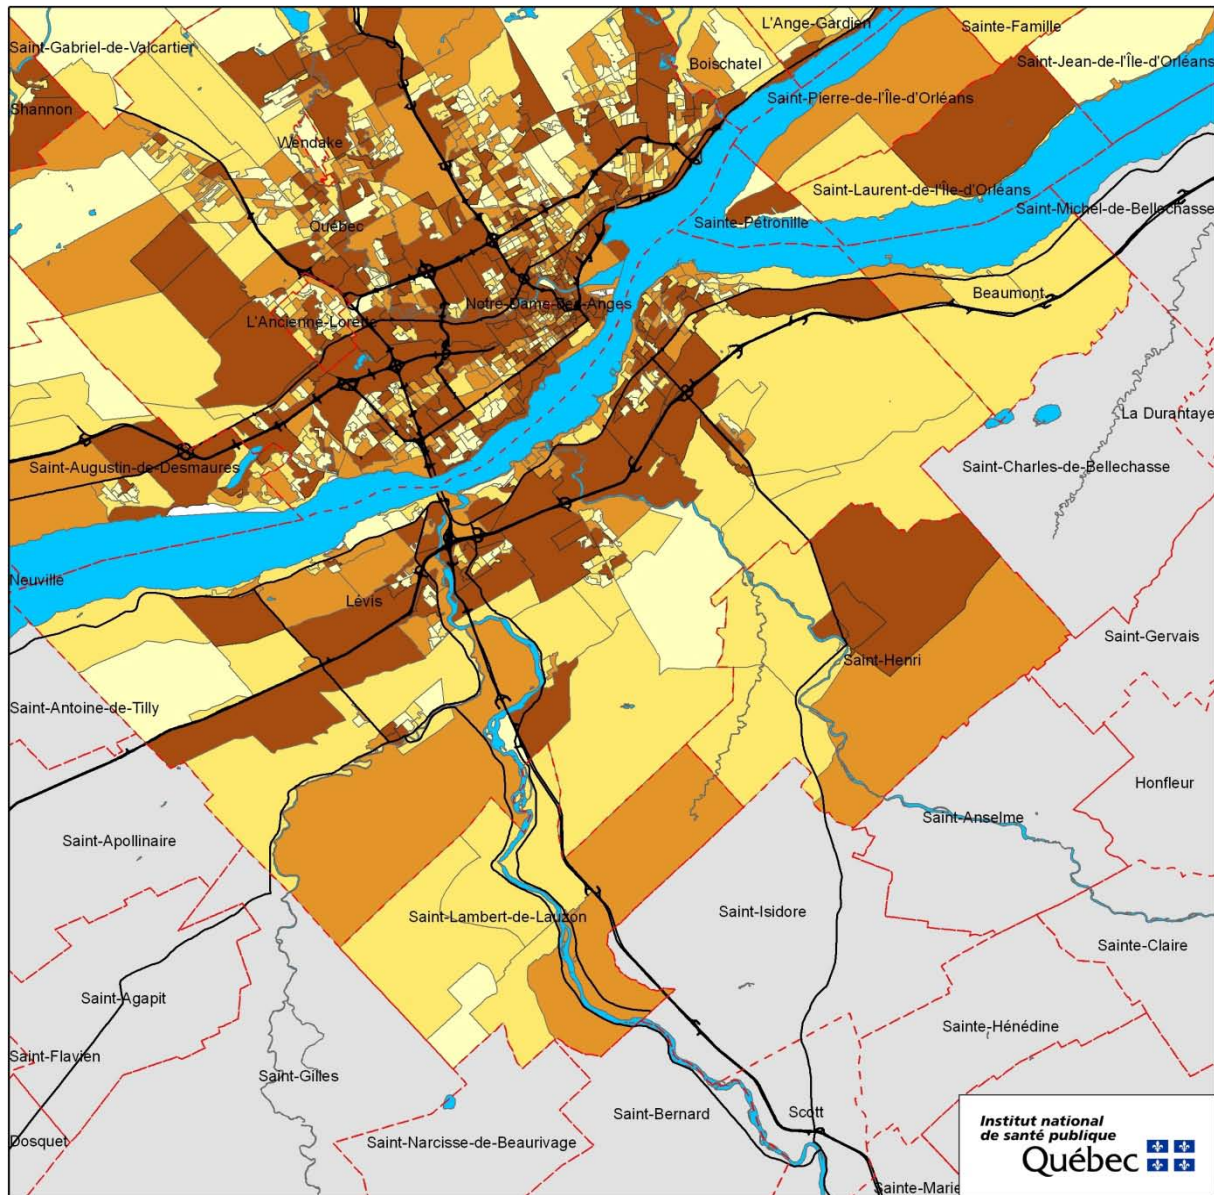 L'Ange-Gardien
Sainte-Famille
Saint-Gabriel-de-Valcartier
Boischatel
Saint-Jean-de-l'Île-d'Orléans
Saint-Pierre-de-l'Île-d'Orléans
Shannon
Wendake
Saint-Laurent-de-l'Île-d'Orléans
Saint-Michel-de-Bellechasse
Sainte-Pétronille
Québec
Beaumont
Notre-Dame-des-Anges
L'Ancienne-Lorette
La Durantaye
Saint-Augustin-de-Desmaures
Saint-Charles-de-Bellechasse
Neuville
Lévis
Saint-Gervais
Saint-Henri
Saint-Antoine-de-Tilly
Honfleur
Saint-Anselme
Saint-Apollinaire
Saint-Isidore
Saint-Lambert-de-Lauzon
Sainte-Claire
Saint-Agapit
Sainte-Hénédine
Saint-Flavien
Saint-Gilles
Saint-Bernard
Scott
Dosquet
Saint-Narcisse-de-Beaurivage
Sainte-Marie
Institut national
de santé publique
Québec